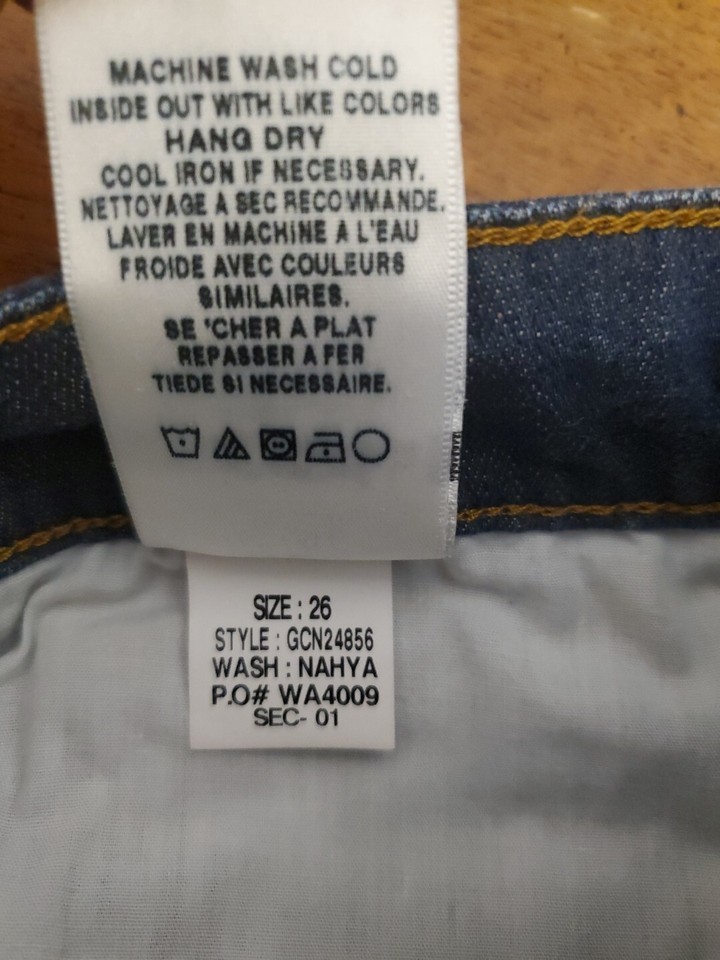 MACHINE WASH COLD
INSIDE OUT WITH LIKE COLORS
HANG DRY
COOL IRON IF NECESSARY.
NETTOYAGE A SEC RECOMMANDE.
LAVER EN MACHINE A L'EAU
FROIDE AVEC COULEURS
SIMILAIRES.
SE 'CHER A PLAT
REPASSER A FER
TIEDE SI NECESSAIRE.
SIZE : 26
STYLE : GCN24856
WASH : NAHYA
P.O# WA4009
SEC- 01